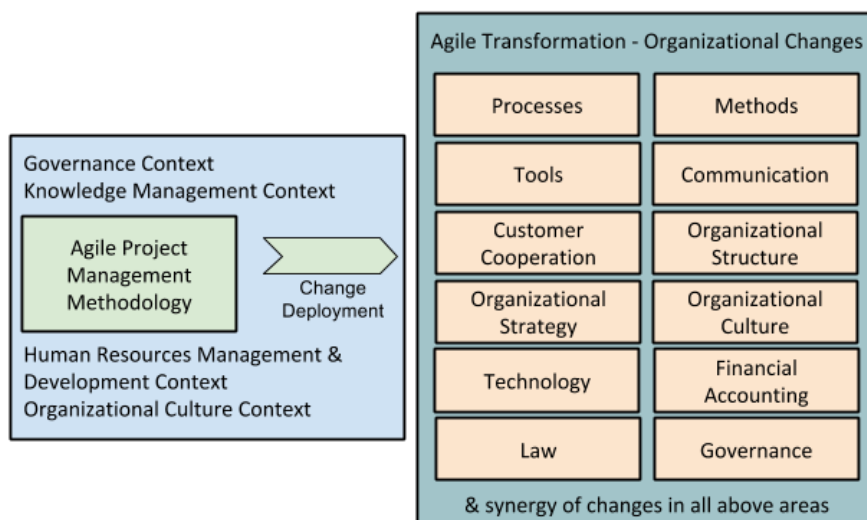 Governance Context
Knowledge Management Context
Agile Project
Management
Methodology
Change
Deployment
Human Resources Management &
Development Context
Organizational Culture Context
Agile Transformation - Organizational Changes
Processes
Methods
Tools
Communication
Customer
Cooperation
Organizational
Structure
Organizational
Strategy
Organizational
Culture
Technology
Financial
Accounting
Law
Governance
& synergy of changes in all above areas